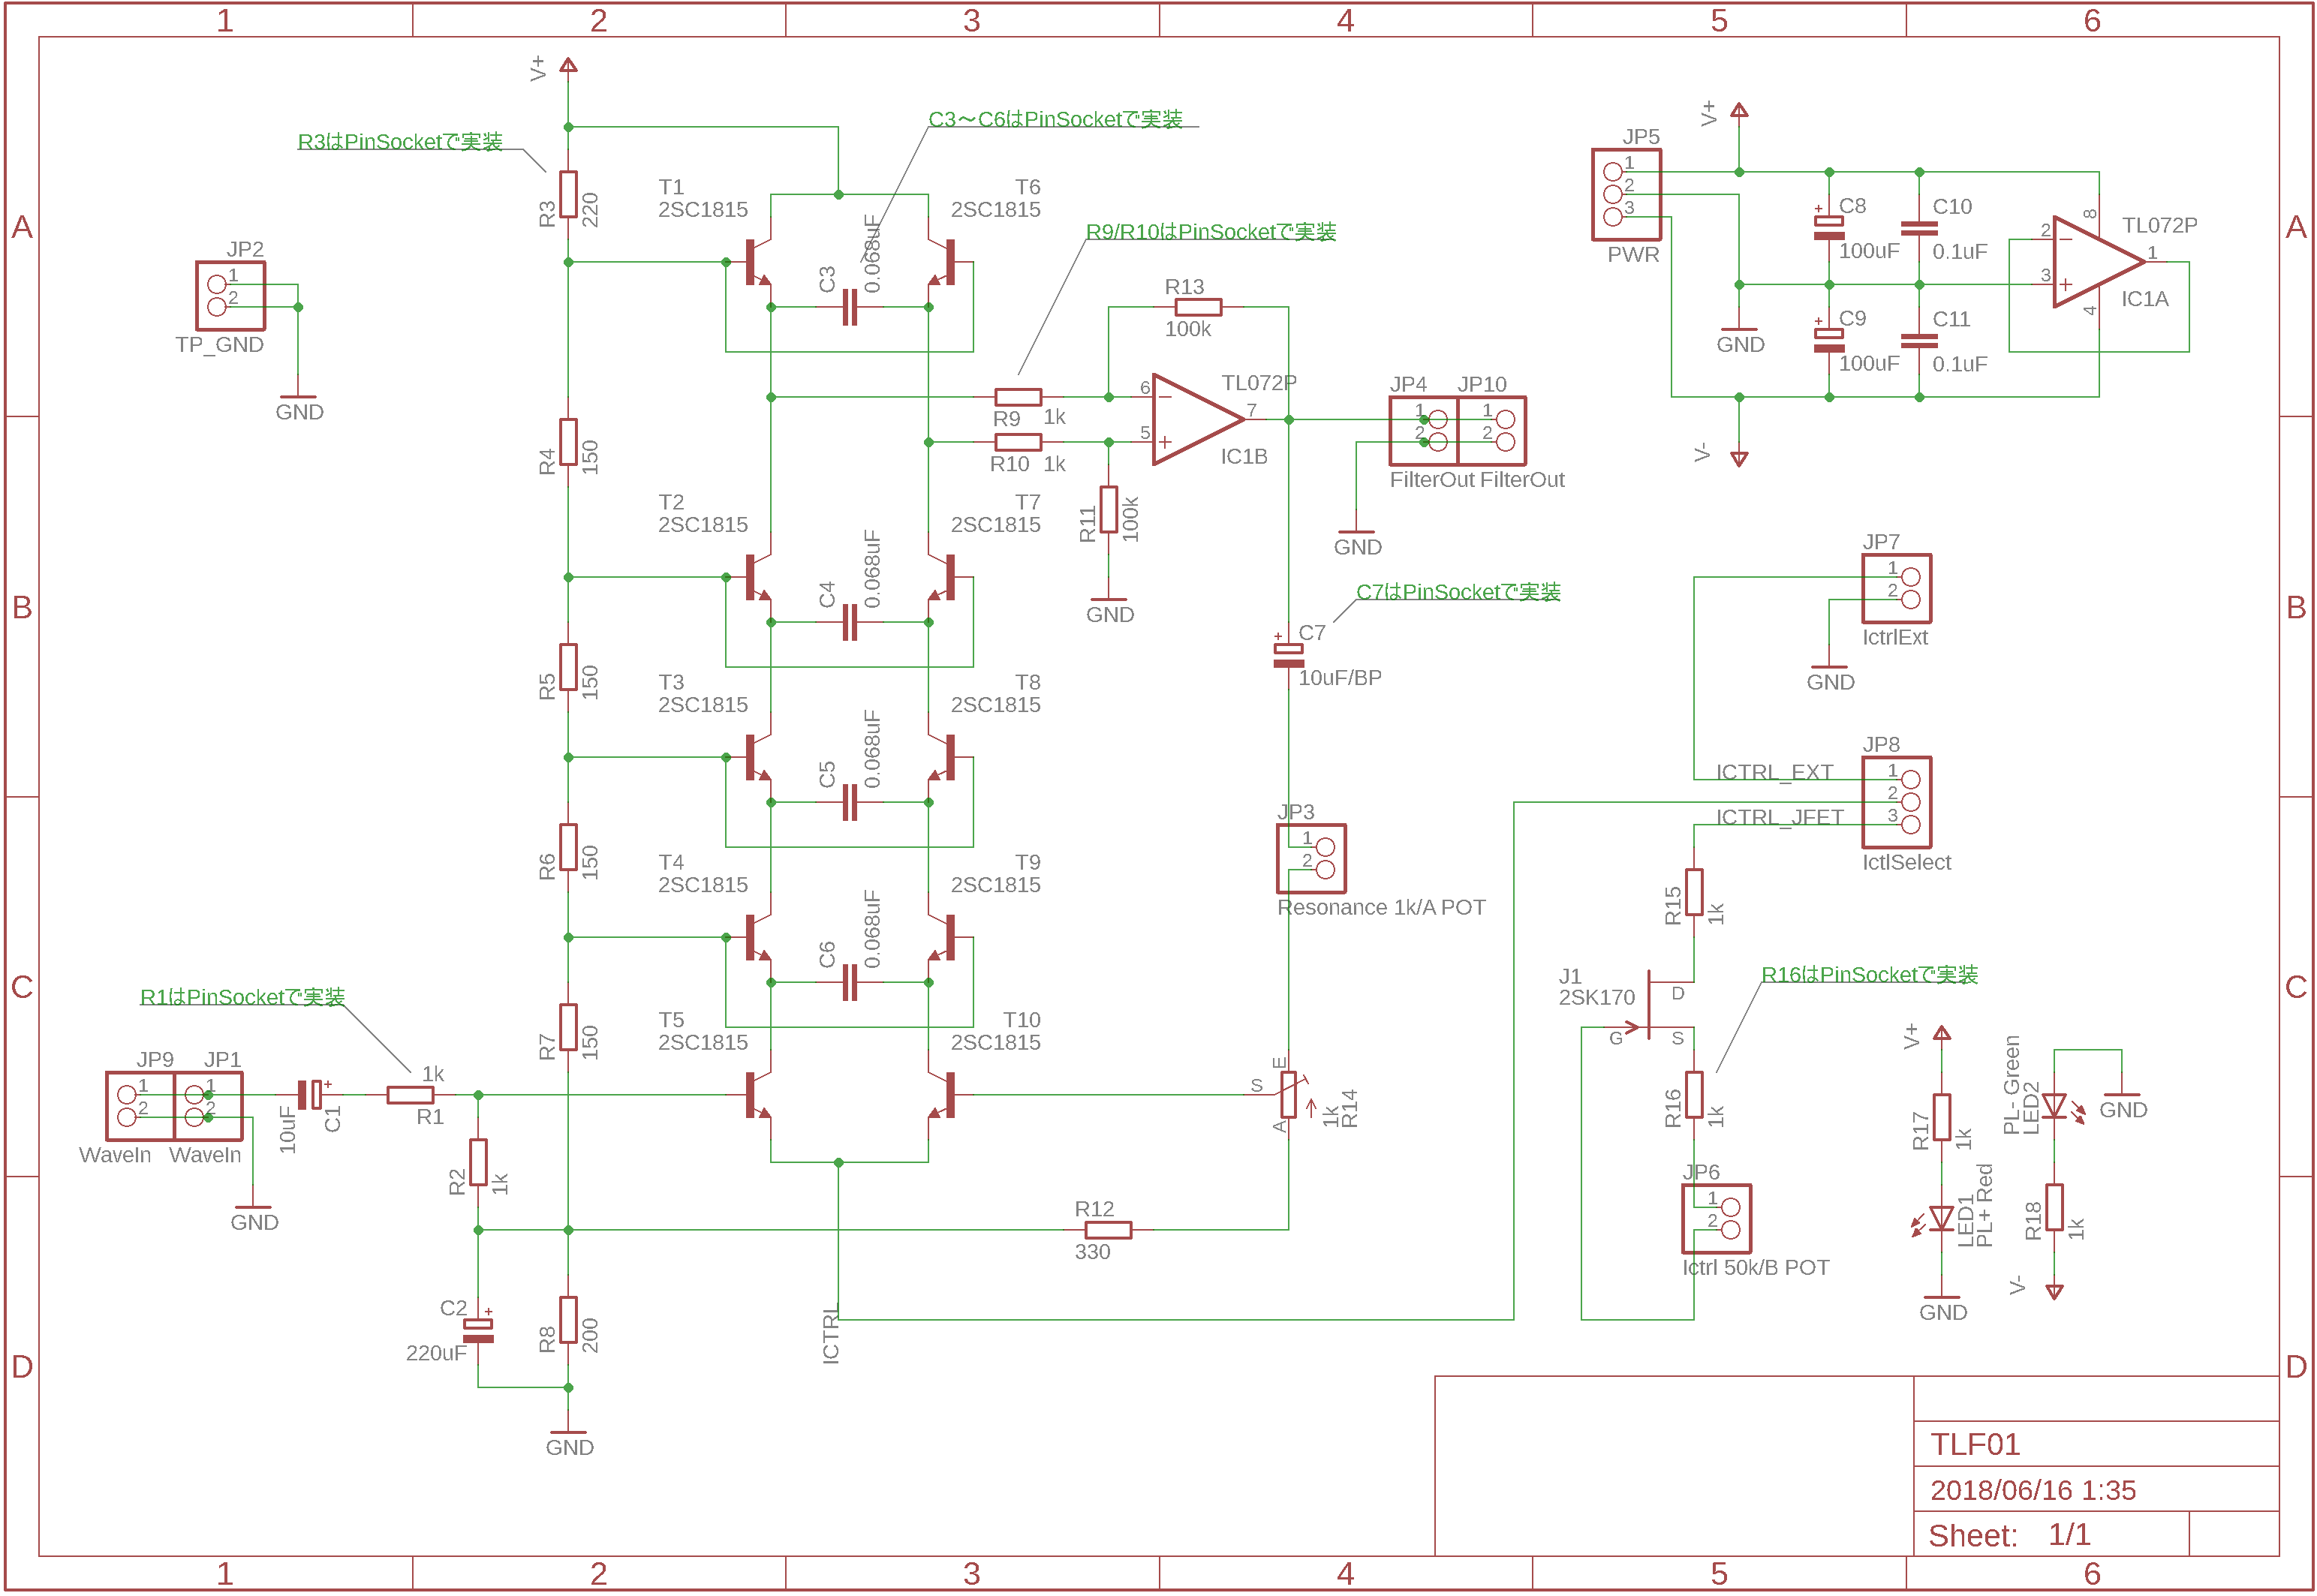 1 2 3 4 5 6
A
B
C
D
A
B
C
D
V+
R3はPinSocketで実装
C3～C6はPinSocketで実装
R3
220
T1
2SC1815
T6
2SC1815
C3
0.068uF
R9/R10はPinSocketで実装
JP2
1
2
TP_GND
GND
R13
100k
6
5
7
TL072P
IC1B
R9
1k
R10
1k
R11
100k
GND
JP4
JP10
1
2
1
2
FilterOut
FilterOut
GND
JP5
1
2
3
PWR
V+
GND
V-
C8
+
100uF
C10
0.1uF
C9
+
100uF
C11
0.1uF
TL072P
IC1A
2
3
8
4
1
R4
150
T2
2SC1815
T7
2SC1815
C4
0.068uF
R5
150
T3
2SC1815
T8
2SC1815
C5
0.068uF
C7はPinSocketで実装
C7
+
10uF/BP
JP7
1
2
IctrlExt
GND
JP8
1
2
3
ICTRL_EXT
ICTRL_JFET
IctlSelect
R6
150
T4
2SC1815
T9
2SC1815
C6
0.068uF
JP3
1
2
Resonance 1k/A POT
R15
1k
J1
2SK170
D
G
S
R16はPinSocketで実装
R16
1k
JP6
1
2
Ictrl 50k/B POT
R1はPinSocketで実装
JP9
JP1
1
2
1
2
WaveIn
WaveIn
GND
10uF
C1
+
1k
R1
R7
150
T5
2SC1815
T10
2SC1815
R2
1k
E
S
A
1k
R14
R12
330
C2
+
220uF
R8
200
GND
ICTRL
V+
R17
1k
LED1
PL+ Red
GND
PL- Green
LED2
GND
R18
1k
V-
TLF01
2018/06/16 1:35
Sheet: 1/1
1 2 3 4 5 6